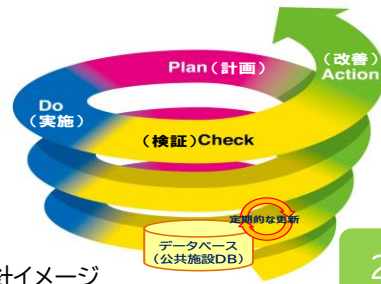 Plan(計画)
(改善)
Action
Do
(実施)
(検証)Check
定期的な更新
データベース
(公共施設DB)
計イメージ
2